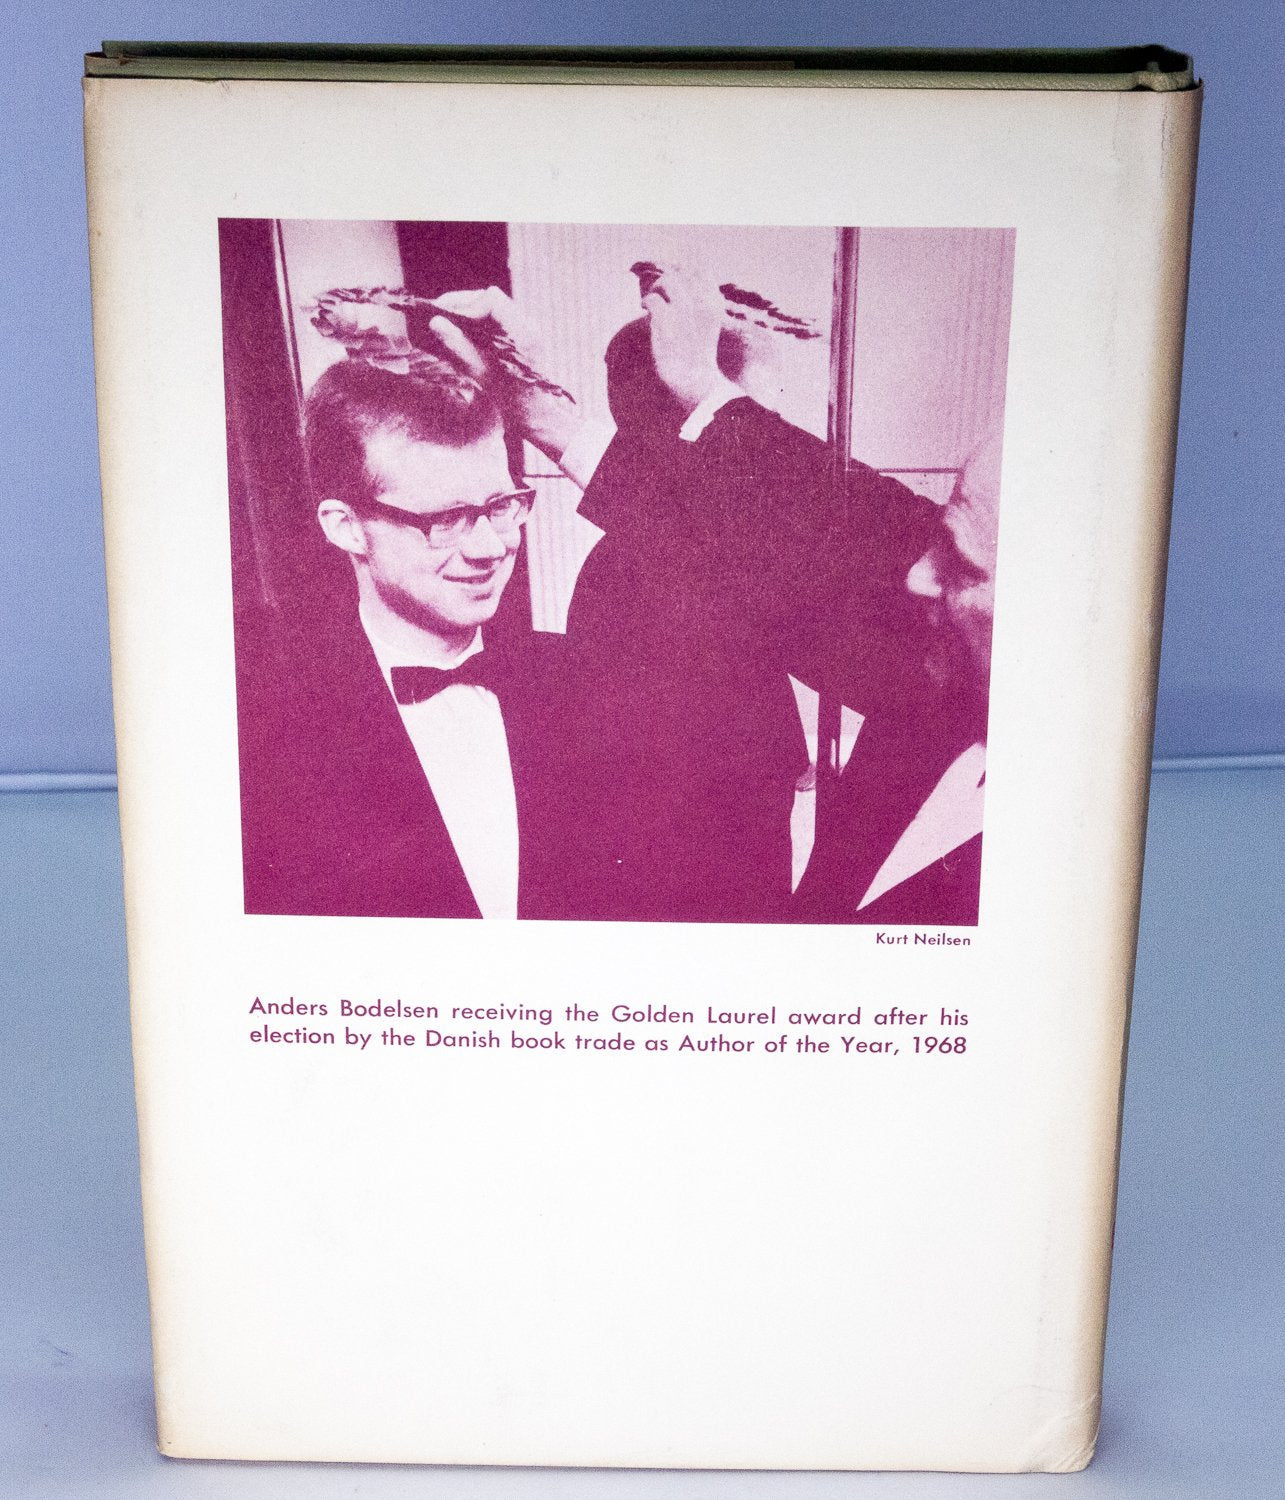 Kurt Neilsen
Anders Bodelsen receiving the Golden Laurel award after his
election by the Danish book trade as Author of the Year, 1968